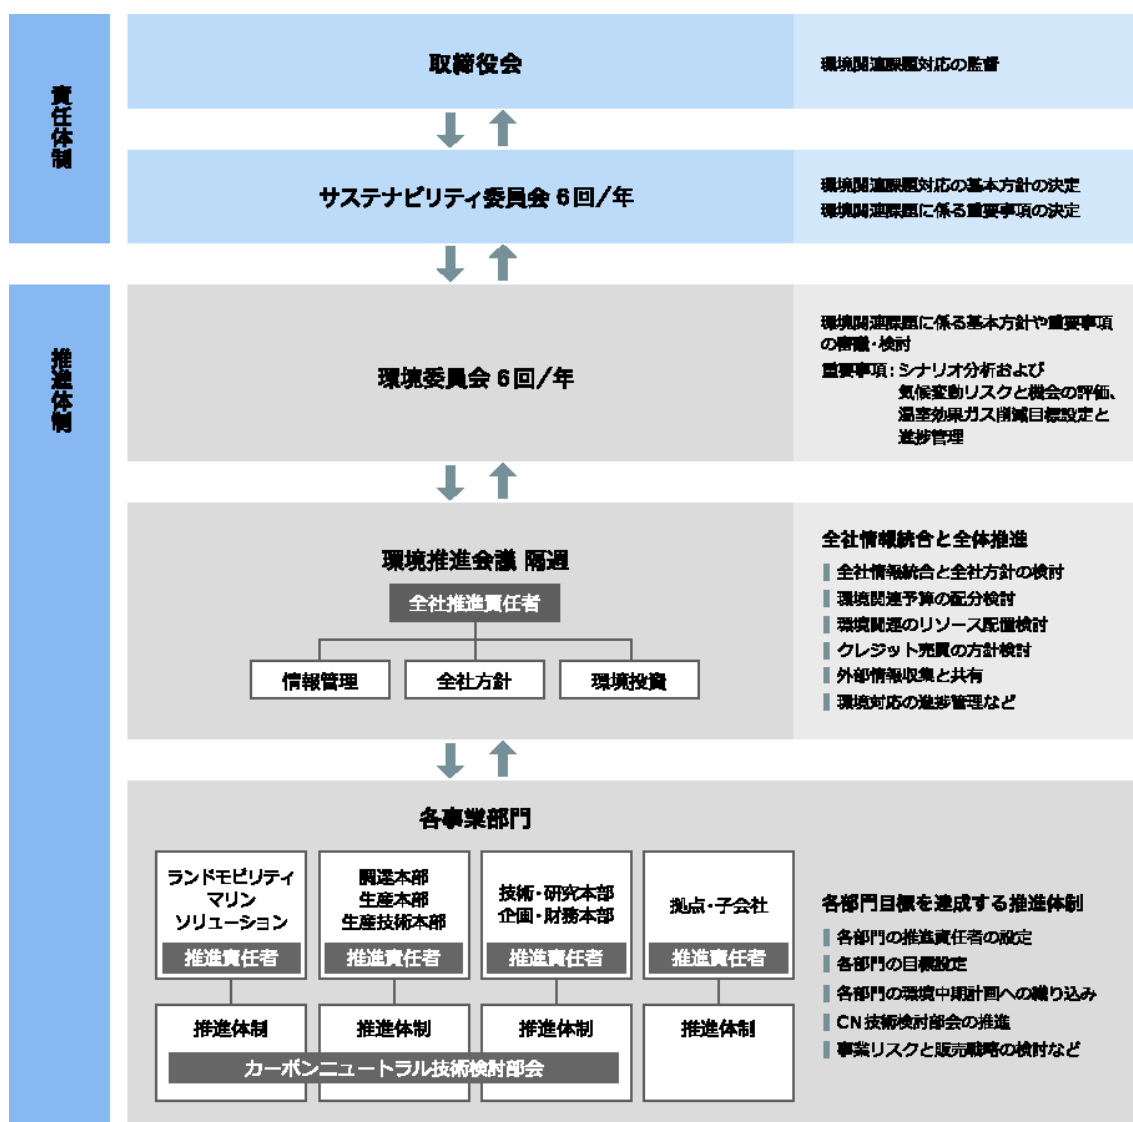 責任体制
取締役会
環境関連課題対応の監督
サステナビリティ委員会 6回/年
環境関連課題対応の基本方針の決定
環境関連課題に係る重要事項の決定
推進体制
環境委員会 6回/年
環境関連課題に係る基本方針や重要事項
の審議・検討
重要事項：シナリオ分析および
気候変動リスクと機会の評価、
温室効果ガス削減目標設定と
進捗管理
環境推進会議 隔週
全社推進責任者
情報管理
全社方針
環境投資
全社情報統合と全体推進
全社情報統合と全社方針の検討
環境関連予算の配分検討
環境関連のリソース配置検討
クレジット売買の方針検討
外部情報収集と共有
環境対応の進捗管理など
各事業部門
ランドモビリティ
マリン
ソリューション
推進責任者
調達本部
生産本部
生産技術本部
推進責任者
技術・研究本部
企画・財務本部
推進責任者
拠点・子会社
推進責任者
推進体制
推進体制
推進体制
推進体制
カーボンニュートラル技術検討部会
各部門目標を達成する推進体制
各部門の推進責任者の設定
各部門の目標設定
各部門の環境中期計画への織り込み
CN技術検討部会の推進
事業リスクと販売戦略の検討など